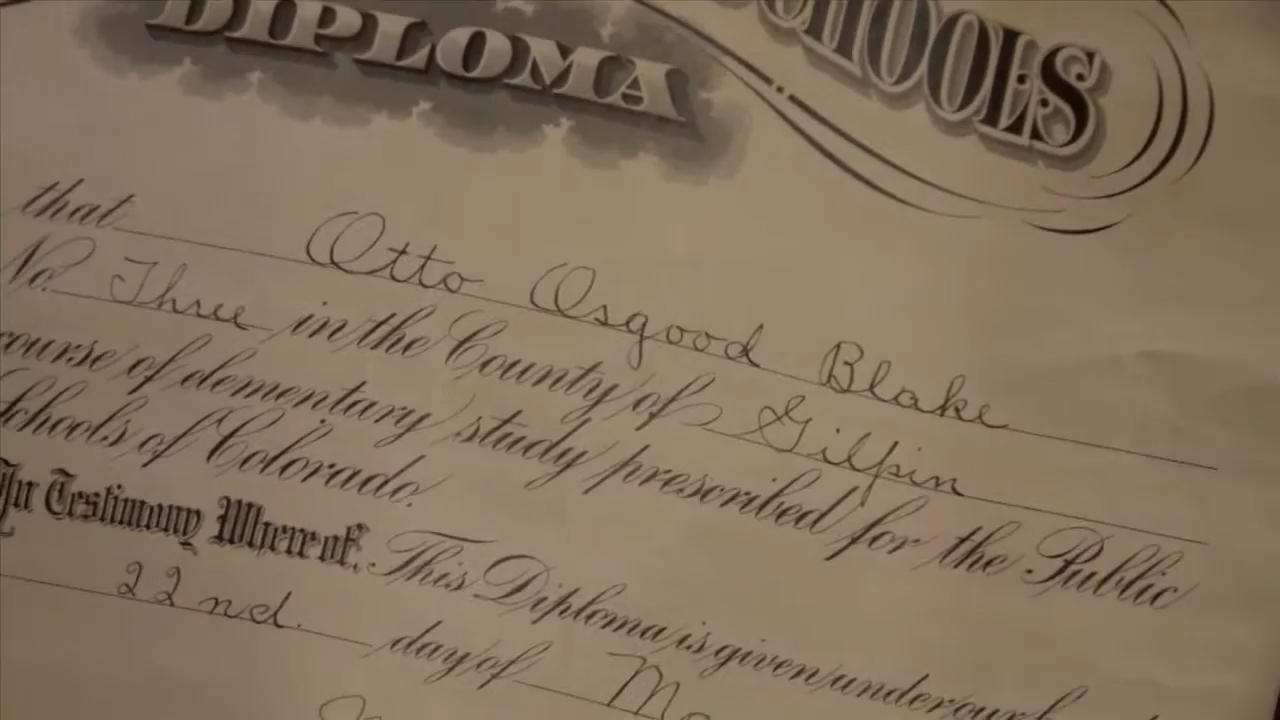 DIPLOMA
SCHOOLS
that Otto Osgood Blake
No. Three in the County of Gilpin
course of elementary study prescribed for the Public
Schools of Colorado.
In Testimony Whereof, This Diploma is given under our
22nd. day of